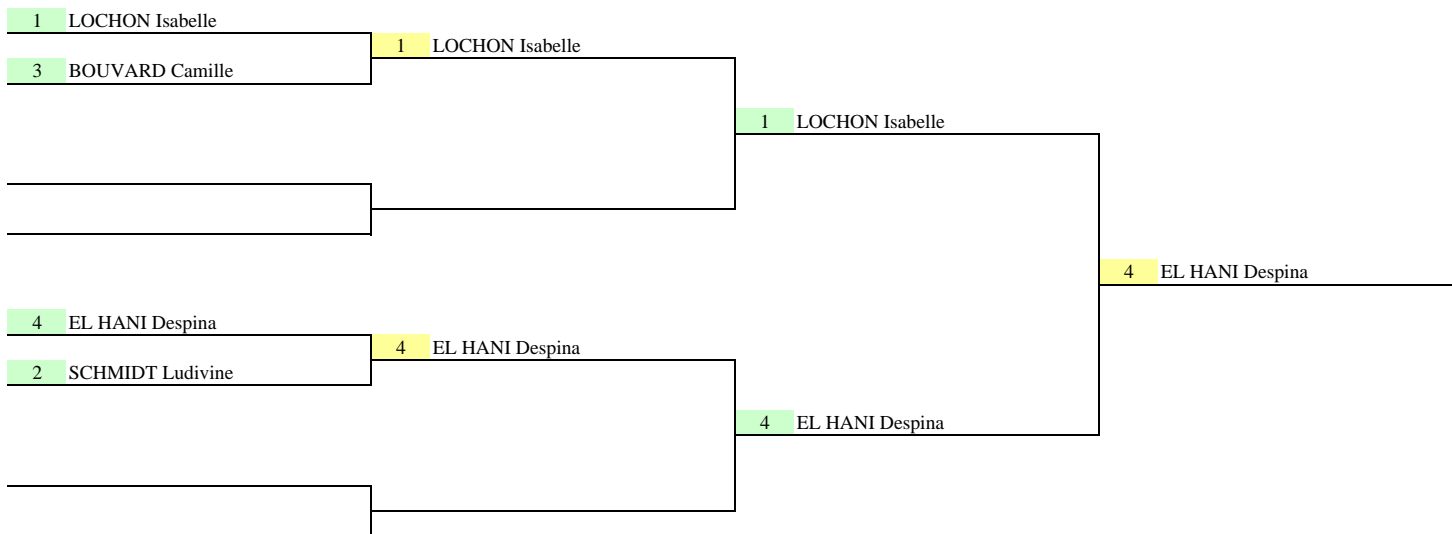 1 LOCHON Isabelle
1 LOCHON Isabelle
3 BOUVARD Camille
1 LOCHON Isabelle
4 EL HANI Despina
4 EL HANI Despina
4 EL HANI Despina
2 SCHMIDT Ludivine
4 EL HANI Despina